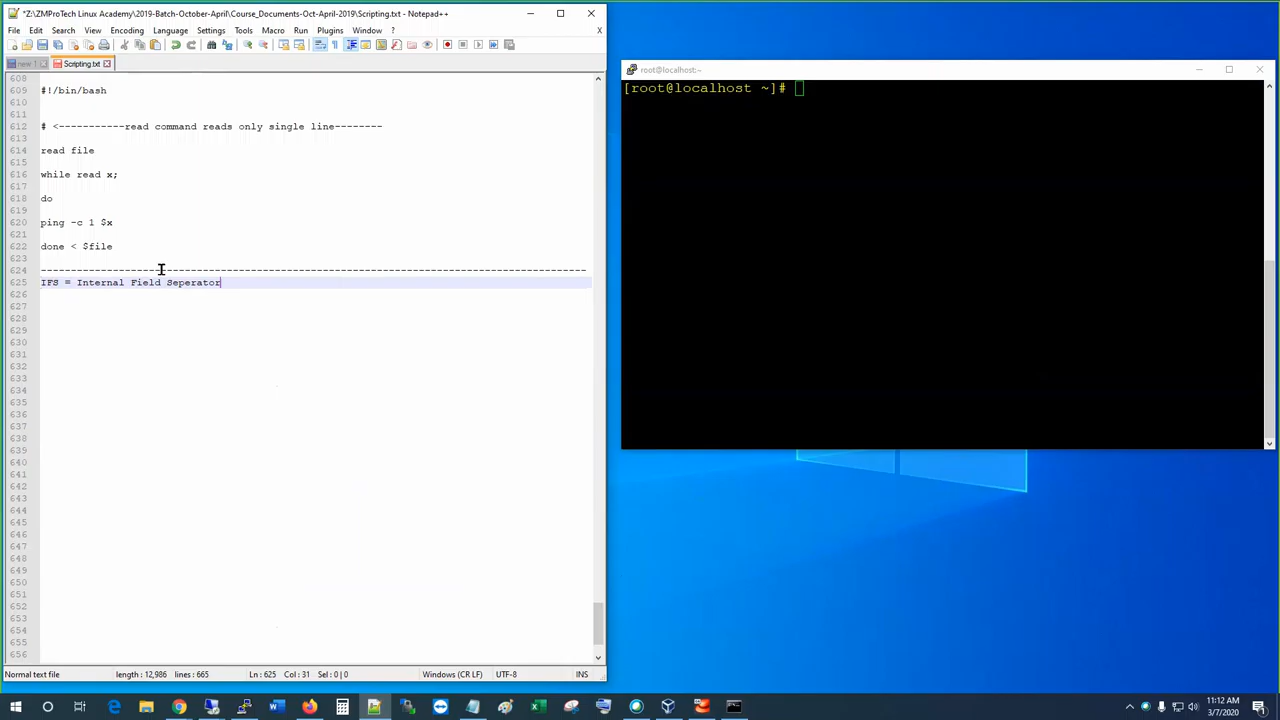 *Z:\ZMProTech Linux Academy\2019-Batch-October-April\Course_Documents-Oct-April-2019\Scripting.txt - Notepad++
File Edit Search View Encoding Language Settings Tools Macro Run Plugins Window ? X
new 1 Scripting.txt
608
609 #!/bin/bash
610
611
612 # <-----------read command reads only single line--------
613
614 read file
615
616 while read x;
617
618 do
619
620 ping -c 1 $x
621
622 done < $file
623
624 -------------------------------------------------------------------------------------------
625 IFS = Internal Field Seperator
626
627
628
629
630
631
632
633
634
635
636
637
638
639
640
641
642
643
644
645
646
647
648
649
650
651
652
653
654
655
656
Normal text file length : 12,986 lines : 665 Ln : 625 Col : 31 Sel : 0 | 0 Windows (CR LF) UTF-8 INS
root@localhost:~
[root@localhost ~]#
11:12 AM
3/7/2020